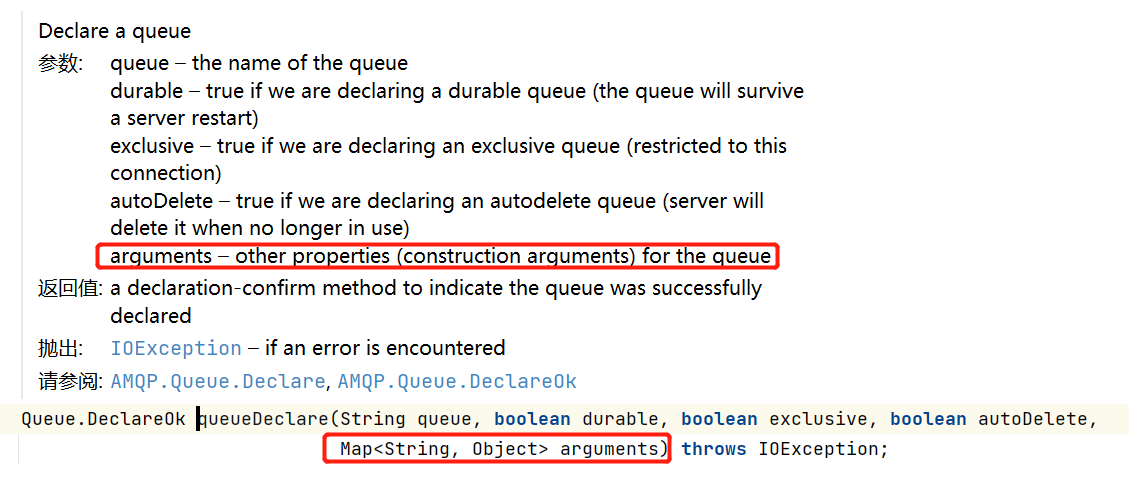 Declare a queue
参数: queue – the name of the queue
durable – true if we are declaring a durable queue (the queue will survive
a server restart)
exclusive – true if we are declaring an exclusive queue (restricted to this
connection)
autoDelete – true if we are declaring an autodelete queue (server will
delete it when no longer in use)
arguments – other properties (construction arguments) for the queue
返回值: a declaration-confirm method to indicate the queue was successfully
declared
抛出: IOException – if an error is encountered
请参阅: AMQP.Queue.Declare, AMQP.Queue.DeclareOk
Queue.DeclareOk queueDeclare(String queue, boolean durable, boolean exclusive, boolean autoDelete,
Map<String, Object> arguments) throws IOException;